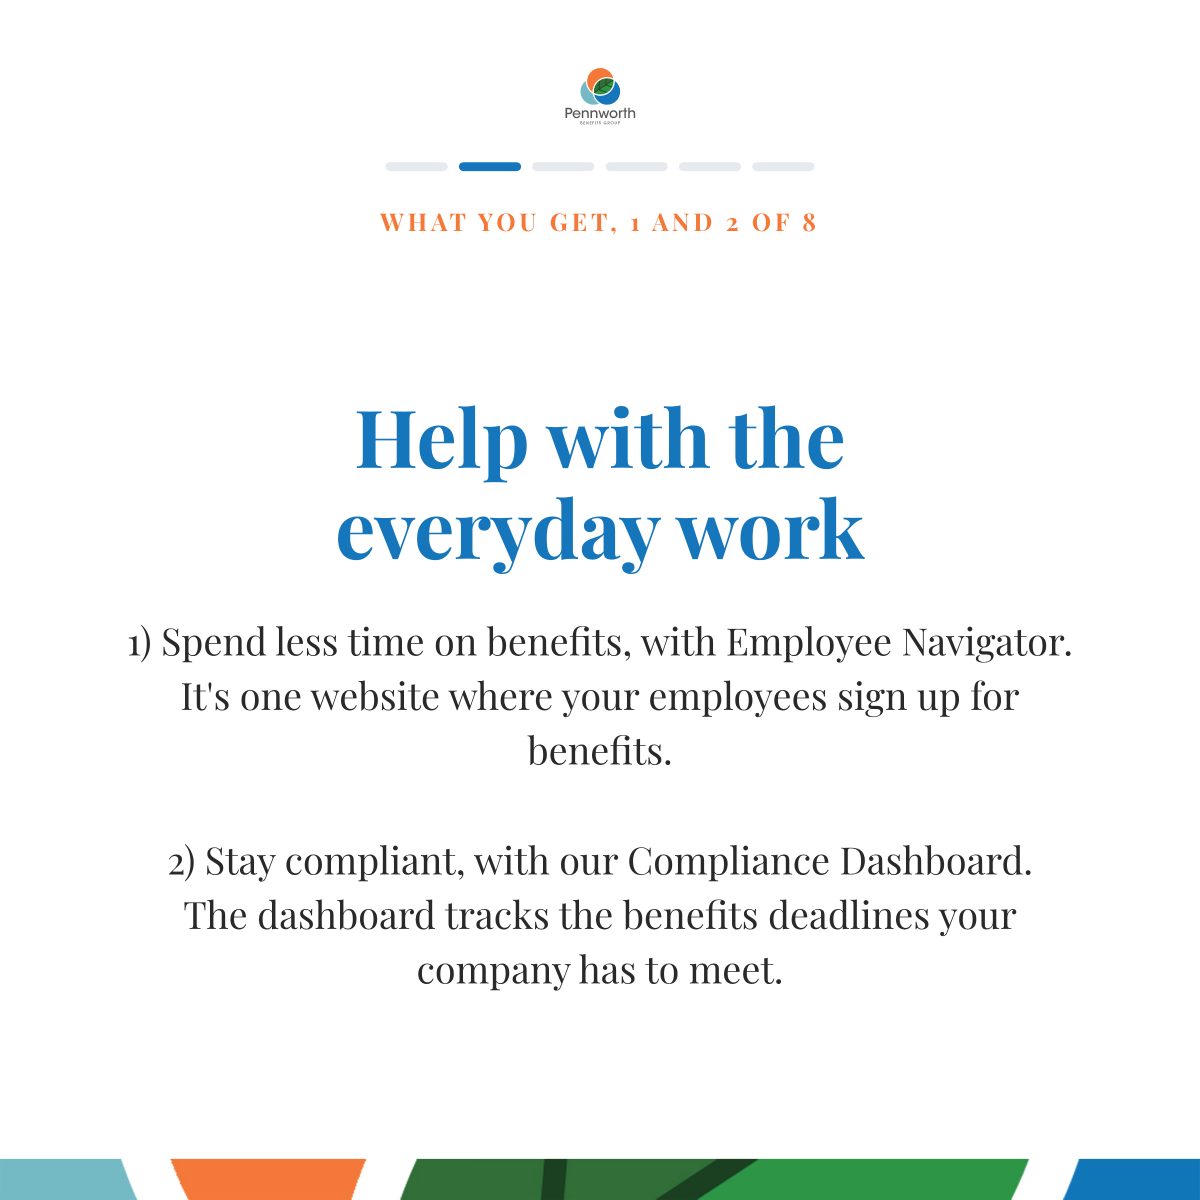 Pennworth
BENEFITS GROUP
WHAT YOU GET, 1 AND 2 OF 8
Help with the
everyday work
1) Spend less time on benefits, with Employee Navigator.
It's one website where your employees sign up for
benefits.
2) Stay compliant, with our Compliance Dashboard.
The dashboard tracks the benefits deadlines your
company has to meet.